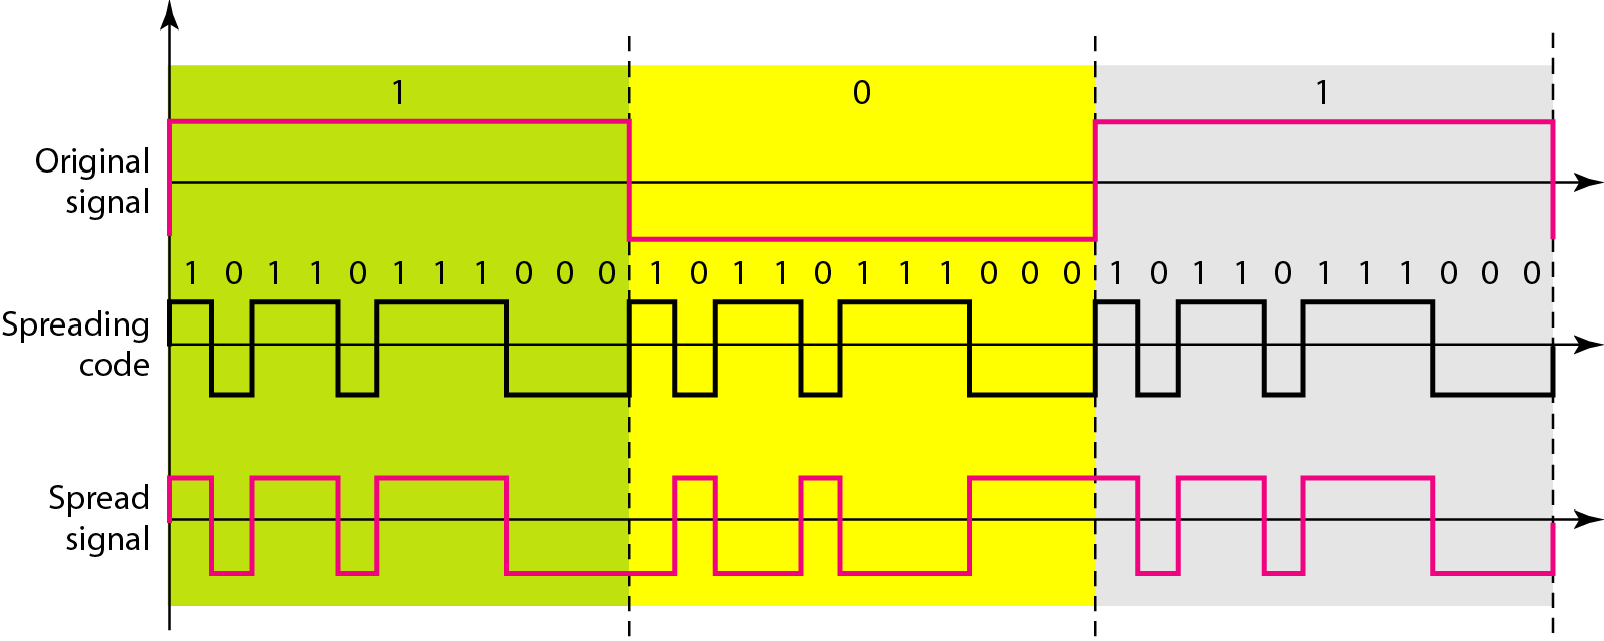 1 0 1
Original
signal
1 0 1 1 0 1 1 1 0 0 0 1 0 1 1 0 1 1 1 0 0 0 1 0 1 1 0 1 1 1 0 0 0
Spreading
code
Spread
signal